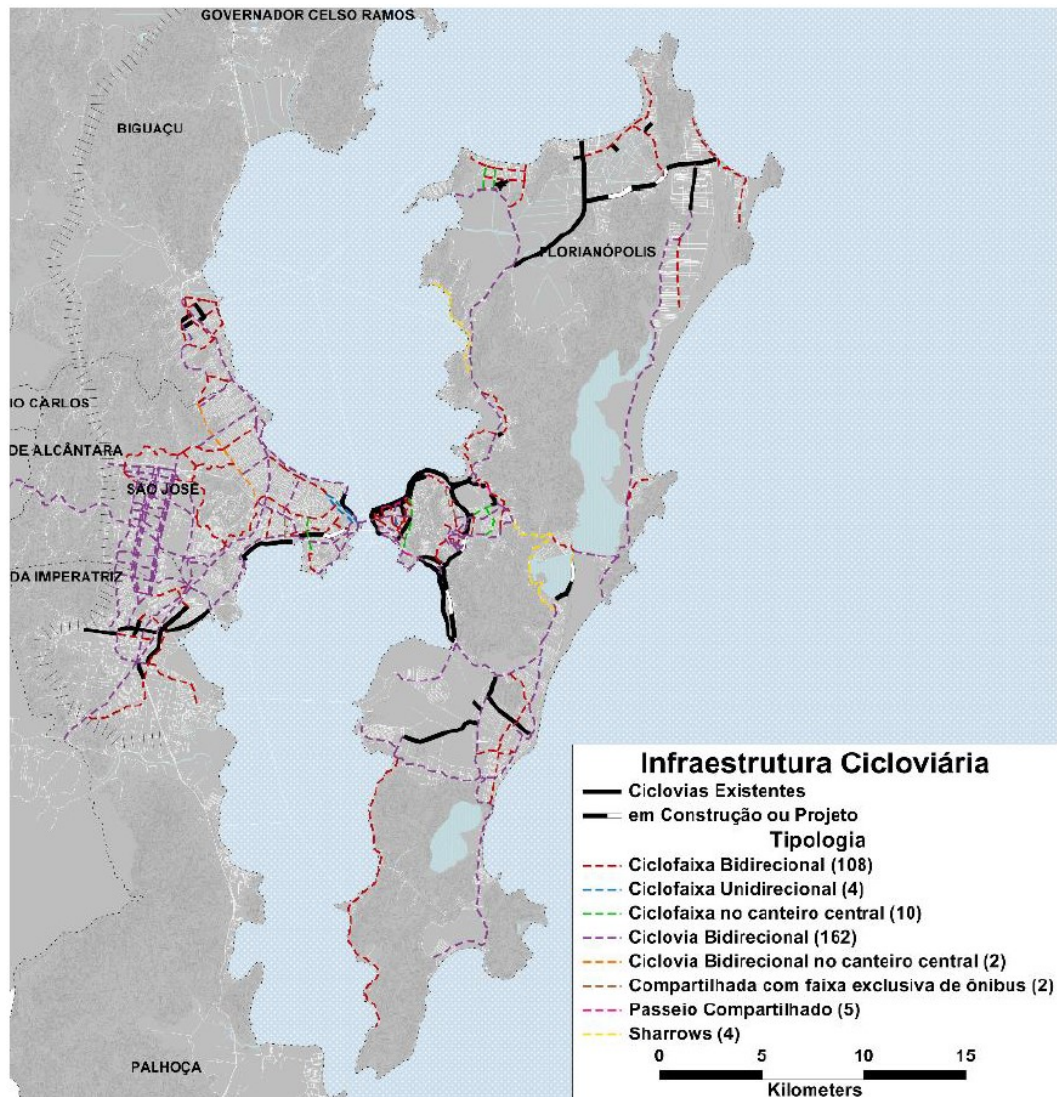 GOVERNADOR CELSO RAMOS
BIGUAÇU
FLORIANÓPOLIS
IO CARLOS
DE ALCÂNTARA
SÃO JOSÉ
DA IMPERATRIZ
PALHOÇA
Infraestrutura Cicloviária
Ciclovias Existentes
em Construção ou Projeto
Tipologia
Ciclofaixa Bidirecional (108)
Ciclofaixa Unidirecional (4)
Ciclofaixa no canteiro central (10)
Ciclovia Bidirecional (162)
Ciclovia Bidirecional no canteiro central (2)
Compartilhada com faixa exclusiva de ônibus (2)
Passeio Compartilhado (5)
Sharrows (4)
0 5 10 15
Kilometers